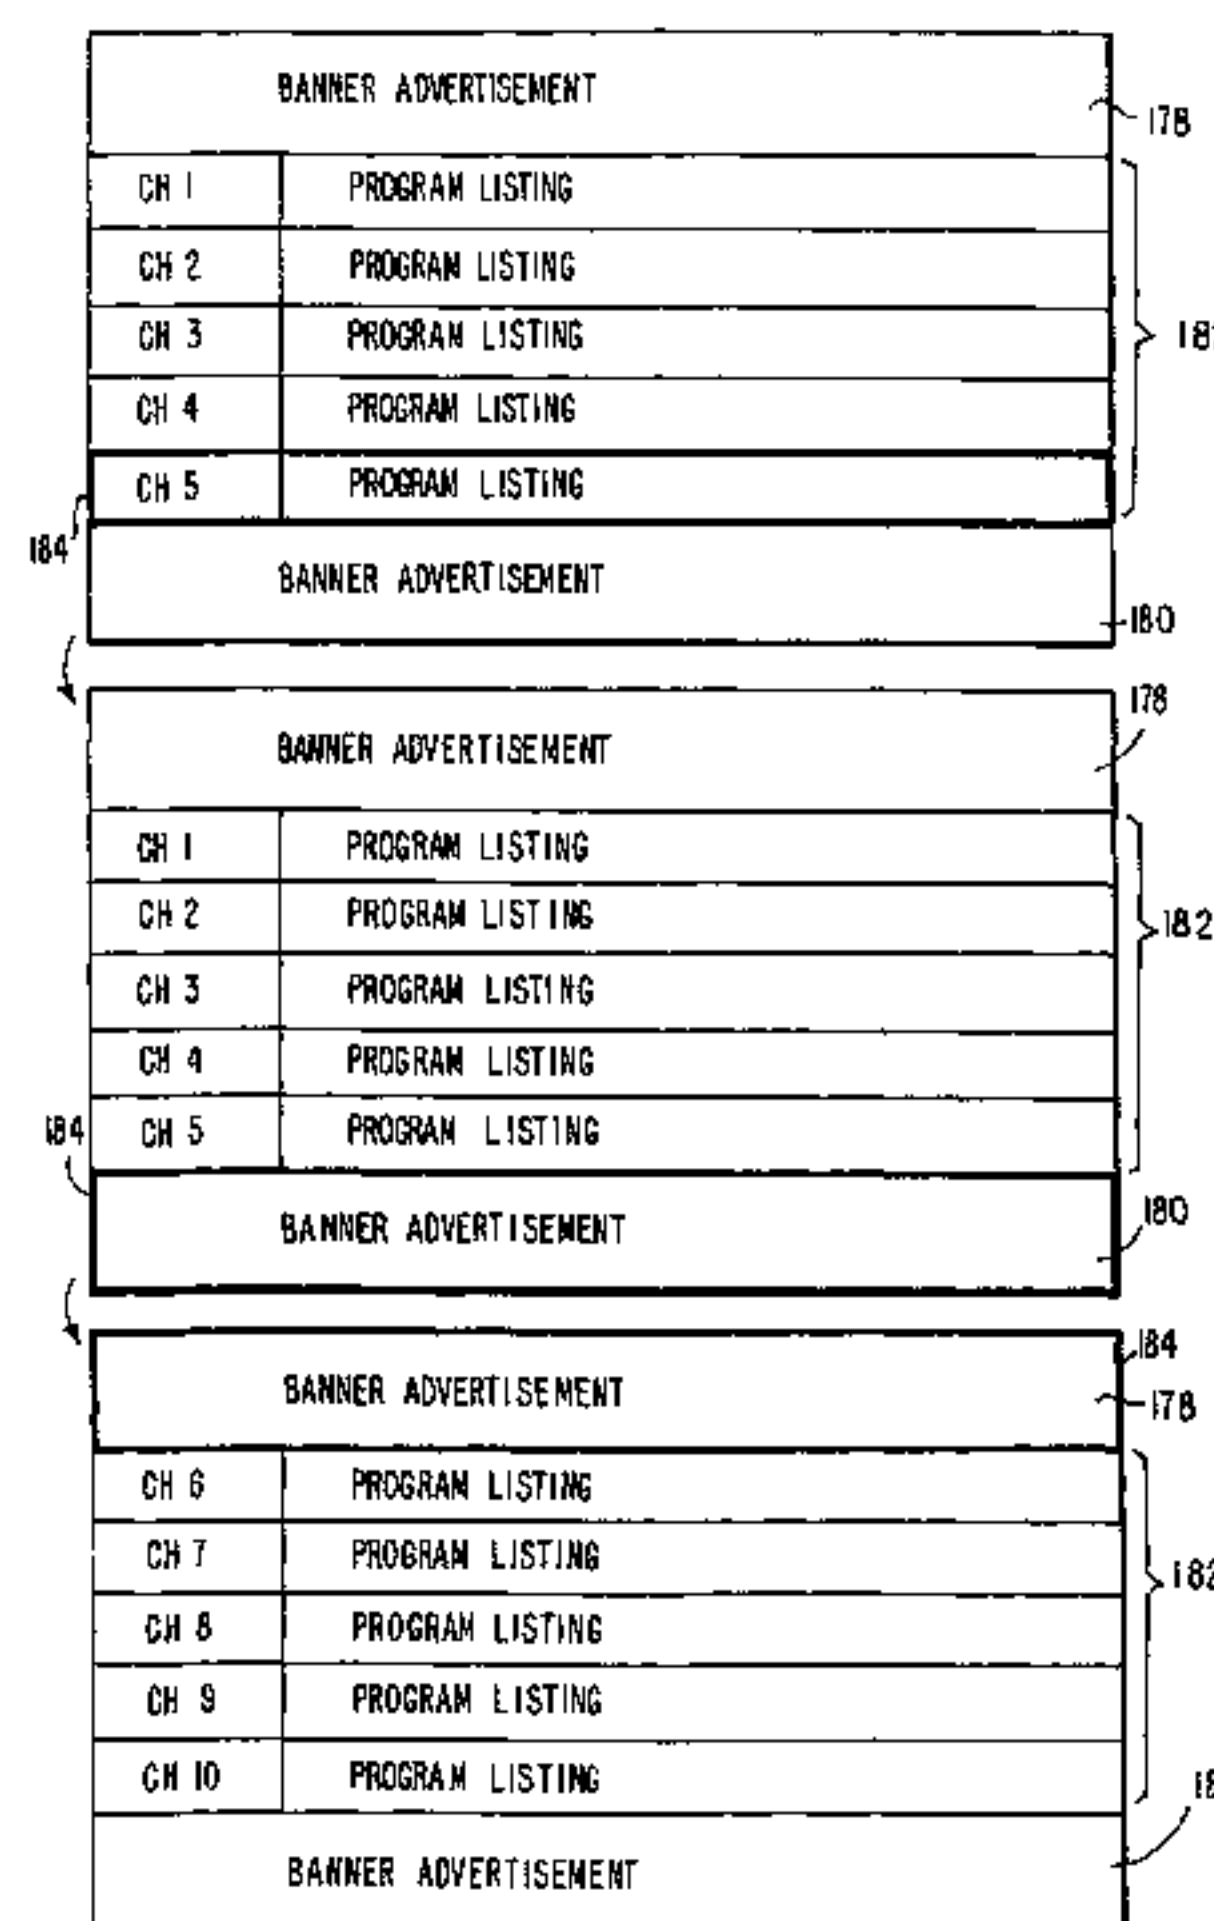 BANNER ADVERTISEMENT
178
CH 1 PROGRAM LISTING
CH 2 PROGRAM LISTING
CH 3 PROGRAM LISTING
CH 4 PROGRAM LISTING
CH 5 PROGRAM LISTING
184
BANNER ADVERTISEMENT
180
178
BANNER ADVERTISEMENT
CH 1 PROGRAM LISTING
CH 2 PROGRAM LISTING
182
CH 3 PROGRAM LISTING
CH 4 PROGRAM LISTING
CH 5 PROGRAM LISTING
184
180
BANNER ADVERTISEMENT
184
BANNER ADVERTISEMENT
178
CH 6 PROGRAM LISTING
CH 7 PROGRAM LISTING
182
CH 8 PROGRAM LISTING
CH 9 PROGRAM LISTING
CH 10 PROGRAM LISTING
BANNER ADVERTISEMENT